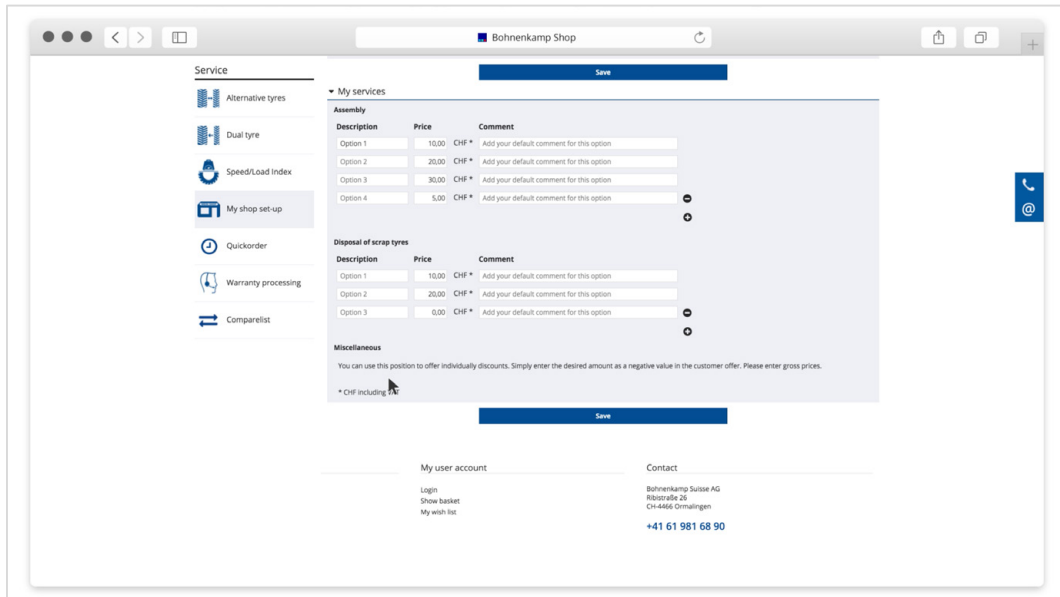 Bohnenkamp Shop
Service
Alternative tyres
Dual tyre
Speed/Load Index
My shop set-up
Quickorder
Warranty processing
Comparelist
Save
My services
Assembly
Description Price Comment
Option 1 10,00 CHF * Add your default comment for this option
Option 2 20,00 CHF * Add your default comment for this option
Option 3 30,00 CHF * Add your default comment for this option
Option 4 5,00 CHF * Add your default comment for this option
Disposal of scrap tyres
Description Price Comment
Option 1 10,00 CHF * Add your default comment for this option
Option 2 20,00 CHF * Add your default comment for this option
Option 3 0,00 CHF * Add your default comment for this option
Miscellaneous
You can use this position to offer individually discounts. Simply enter the desired amount as a negative value in the customer offer. Please enter gross prices.
* CHF including VAT
Save
My user account
Login
Show basket
My wish list
Contact
Bohnenkamp Suisse AG
Ribistraße 26
CH-4466 Ormalingen
+41 61 981 68 90
@